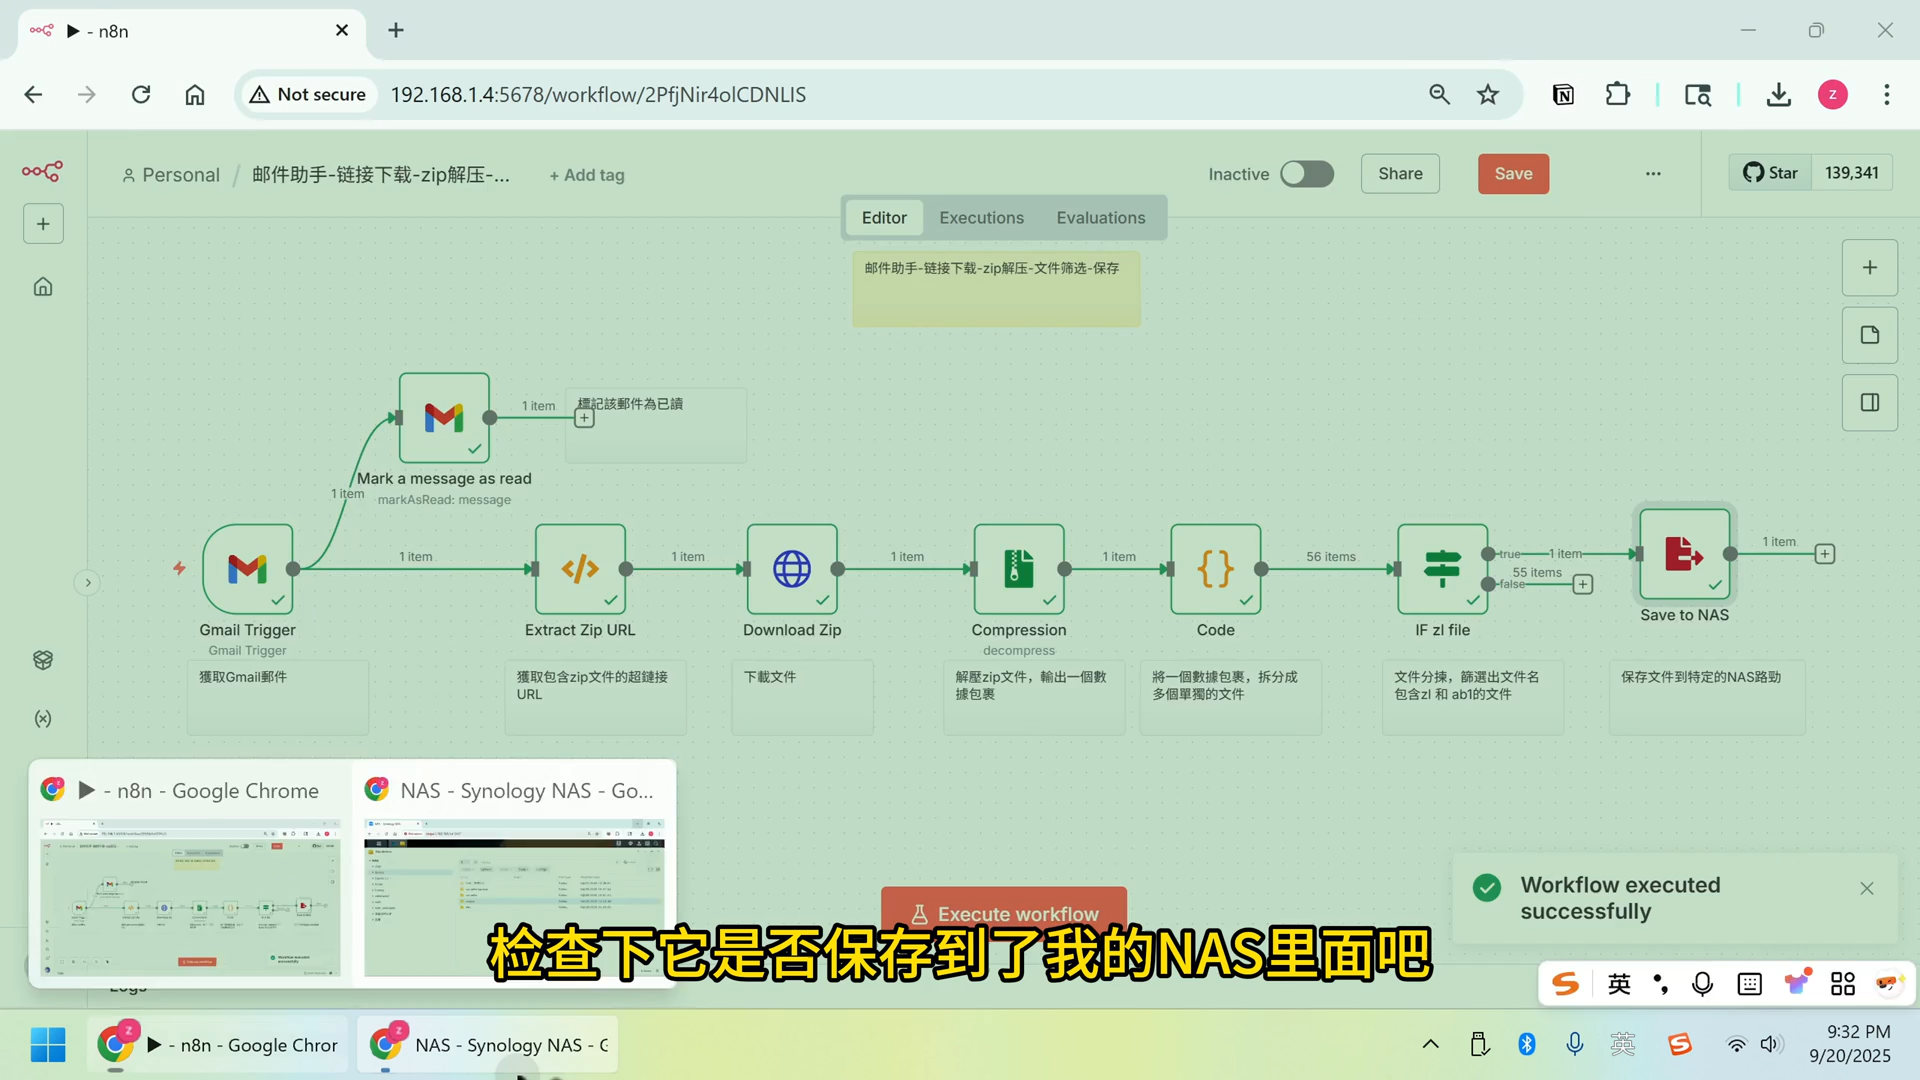 - n8n
Not secure
192.168.1.4:5678/workflow/2PfjNir4olCDNLIS
Z
Personal / 邮件助手-链接下载-zip解压-...
+ Add tag
Inactive
Share
Save
Star
139,341
Editor
Executions
Evaluations
邮件助手-链接下载-zip解压-文件筛选-保存
1 item
標記該郵件為已讀
Mark a message as read
markAsRead: message
1 item
1 item
1 item
1 item
1 item
56 items
true
1 item
55 items
false
1 item
Gmail Trigger
Gmail Trigger
Extract Zip URL
Download Zip
Compression
decompress
Code
IF zl file
Save to NAS
獲取Gmail郵件
獲取包含zip文件的超鏈接
URL
下載文件
解壓zip文件，輸出一個數
據包裹
將一個數據包裹，拆分成
多個單獨的文件
文件分揀，篩選出文件名
包含zl 和 ab1的文件
保存文件到特定的NAS路勁
- n8n - Google Chrome
NAS - Synology NAS - Go...
Workflow executed
successfully
Execute workflow
检查下它是否保存到了我的NAS里面吧
Logs
英
- n8n - Google Chror
NAS - Synology NAS - G
英
9:32 PM
9/20/2025